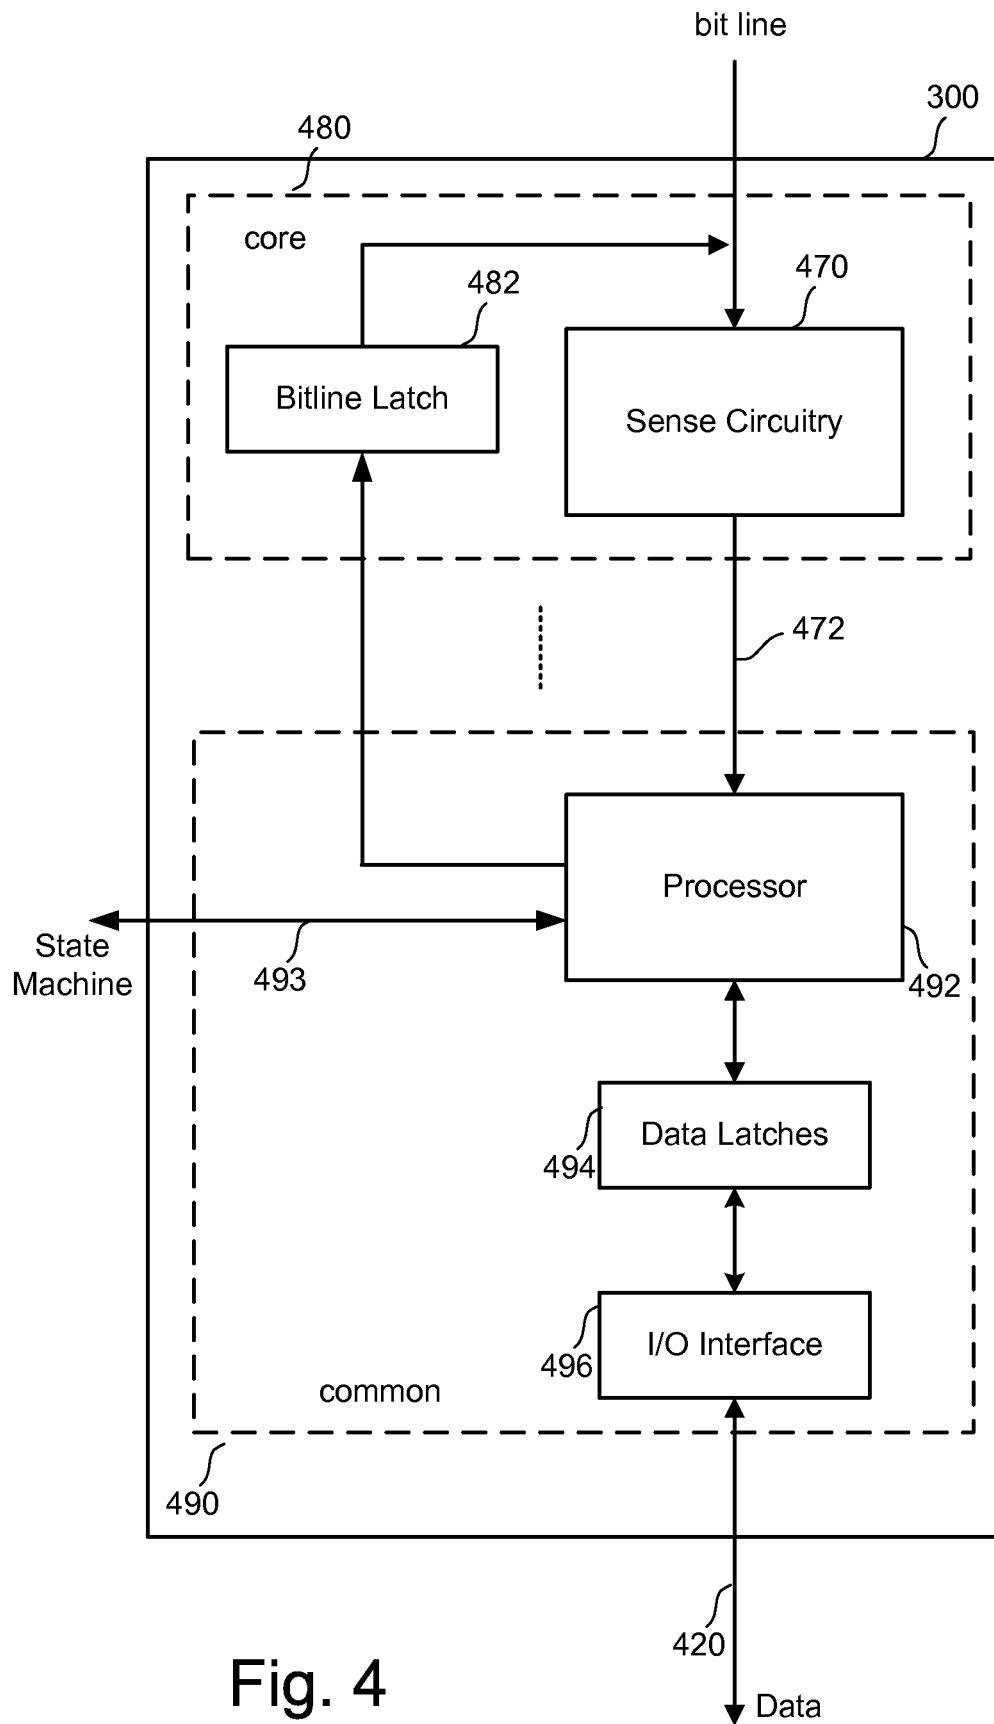 bit line
300
480
core
470
482
Bitline Latch
Sense Circuitry
472
Processor
State
Machine
493
492
Data Latches
494
I/O Interface
496
common
490
420
Fig. 4
Data